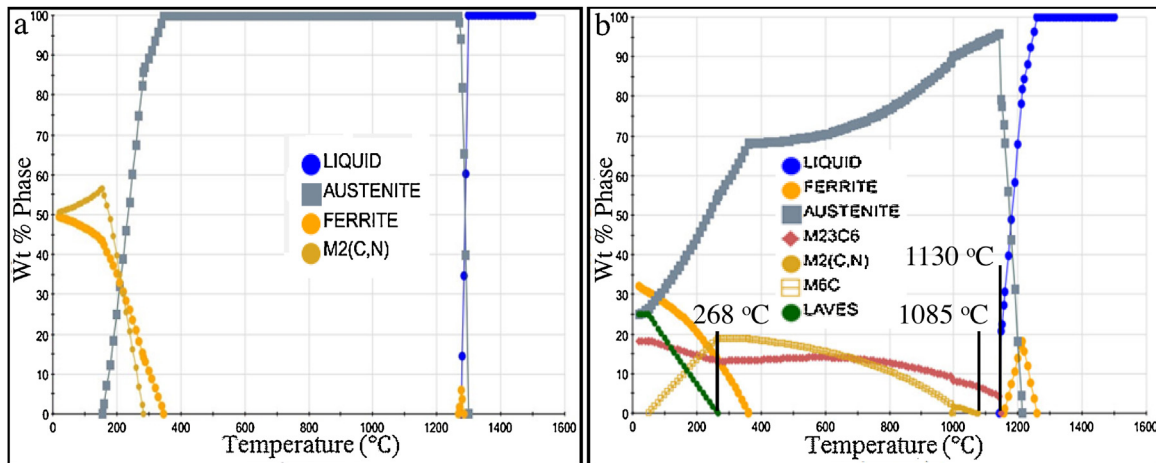 a
100
90
80
70
60
50
40
30
20
10
0
Wt % Phase
LIQUID
AUSTENITE
FERRITE
M2(C,N)
0 200 400 600 800 1000 1200 1400 1600
Temperature (°C)
b
100
90
80
70
60
50
40
30
20
10
0
Wt % Phase
LIQUID
FERRITE
AUSTENITE
M23C6
M2(C,N)
M6C
LAVES
268 °C
1130 °C
1085 °C
0 200 400 600 800 1000 1200 1400 1600
Temperature (°C)